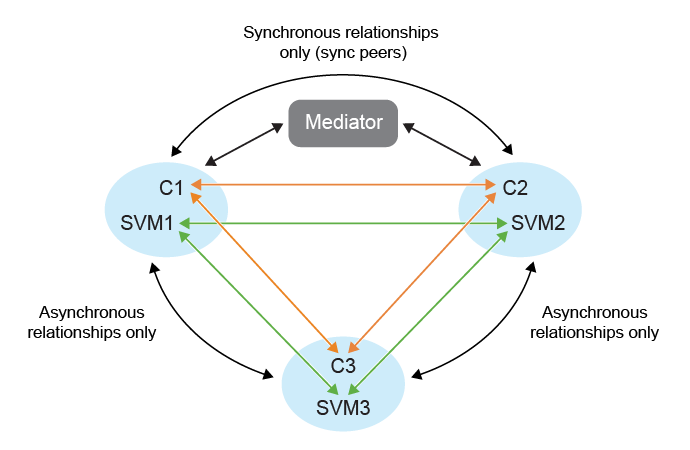 Synchronous relationships
only (sync peers)
Mediator
C1
C2
SVM1
SVM2
Asynchronous
relationships only
Asynchronous
relationships only
C3
SVM3